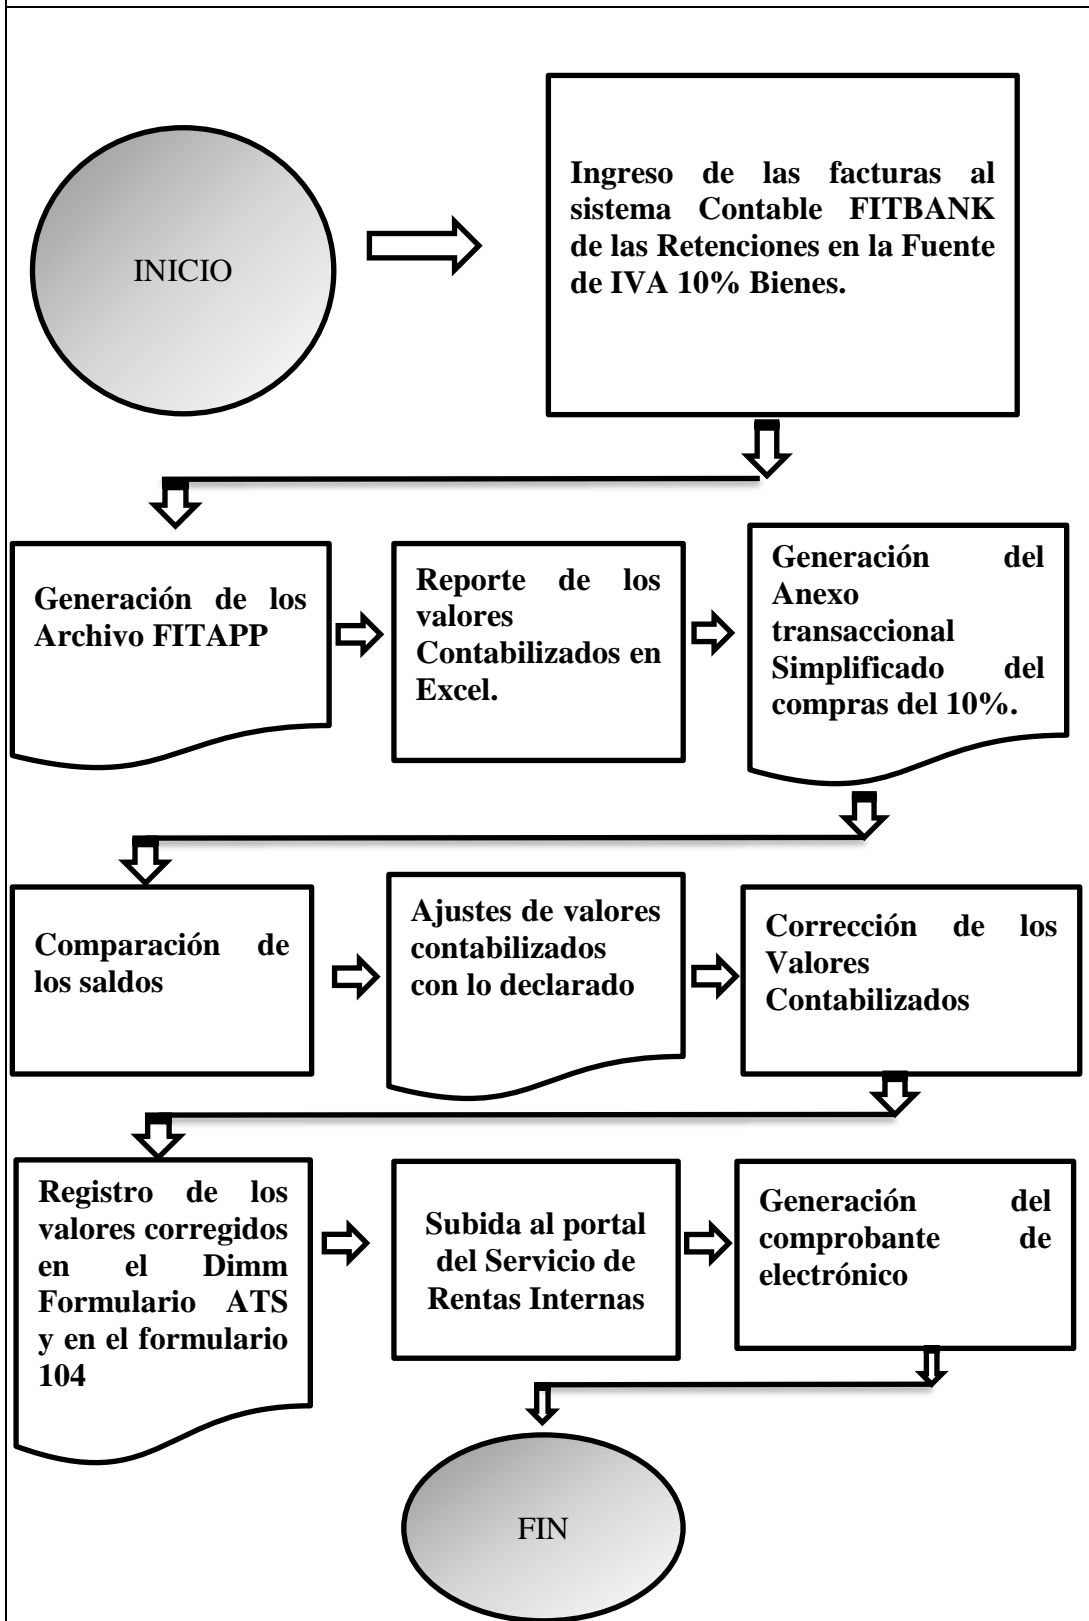 INICIO
Ingreso de las facturas al
sistema Contable FITBANK
de las Retenciones en la Fuente
de IVA 10% Bienes.
Generación de los
Archivo FITAPP
Reporte de los
valores
Contabilizados en
Excel.
Generación del
Anexo
transaccional
Simplificado del
compras del 10%.
Comparación de
los saldos
Ajustes de valores
contabilizados
con lo declarado
Corrección de los
Valores
Contabilizados
Registro de los
valores corregidos
en el Dimm
Formulario ATS
y en el formulario
104
Subida al portal
del Servicio de
Rentas Internas
Generación del
comprobante de
electrónico
FIN